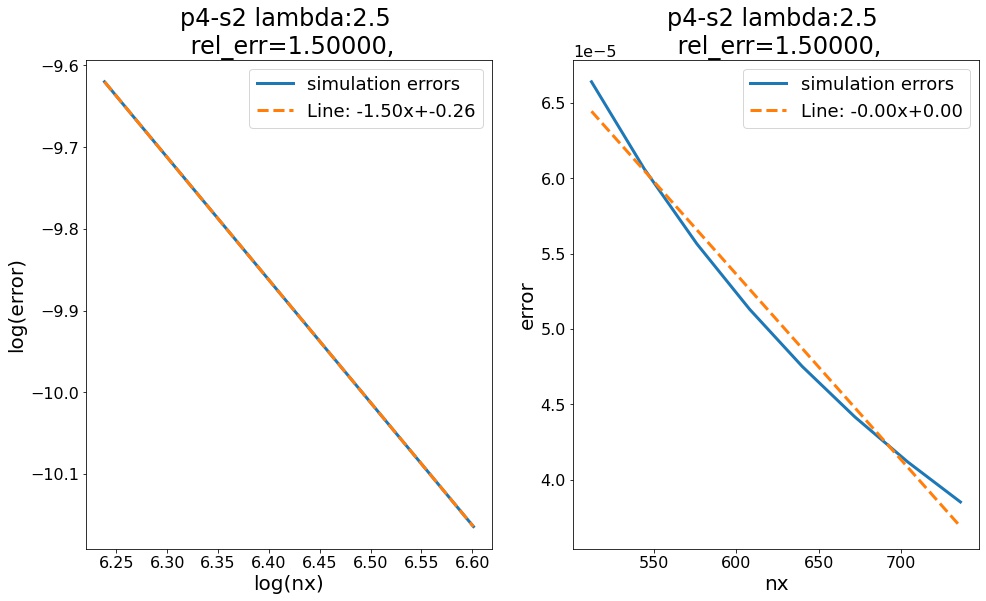 p4-s2 lambda:2.5
rel_err=1.50000,
simulation errors
Line: -1.50x+-0.26
log(error)
−9.6
−9.7
−9.8
−9.9
−10.0
−10.1
6.25 6.30 6.35 6.40 6.45 6.50 6.55 6.60
log(nx)
p4-s2 lambda:2.5
rel_err=1.50000,
1e−5
simulation errors
Line: -0.00x+0.00
error
6.5
6.0
5.5
5.0
4.5
4.0
550 600 650 700
nx